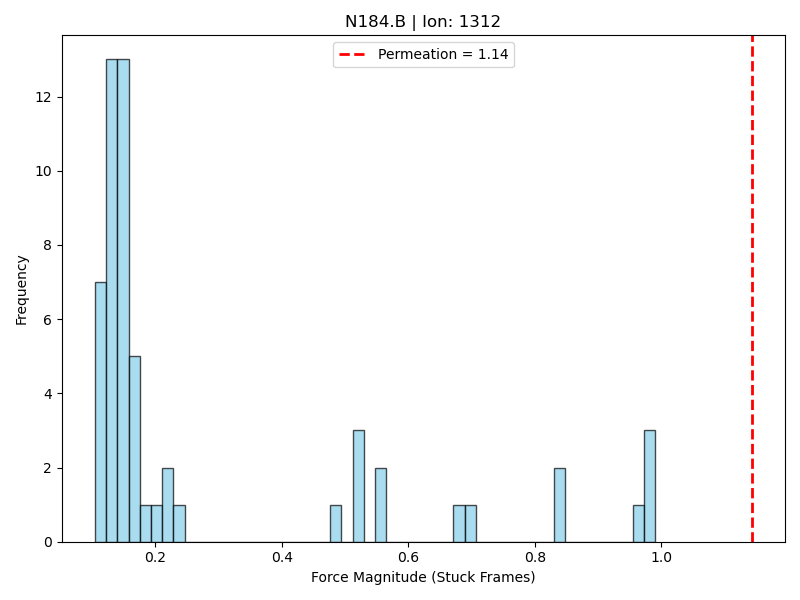 N184.B | Ion: 1312
Permeation = 1.14
Frequency
12
10
8
6
4
2
0
0.2 0.4 0.6 0.8 1.0
Force Magnitude (Stuck Frames)